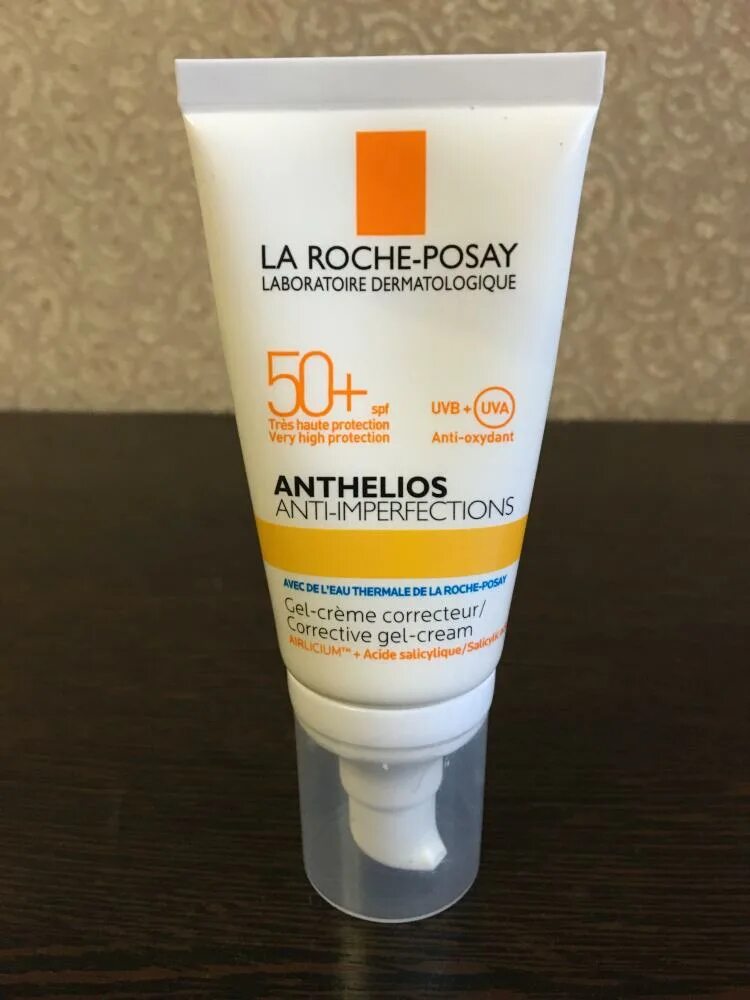 LA ROCHE-POSAY
LABORATOIRE DERMATOLOGIQUE
50+ spf
Très haute protection
Very high protection
UVB + UVA
Anti-oxydant
ANTHELIOS
ANTI-IMPERFECTIONS
AVEC DE L'EAU THERMALE DE LA ROCHE-POSAY
Gel-crème correcteur/
Corrective gel-cream
AIRLICIUM™ + Acide salicylique/Salicylic